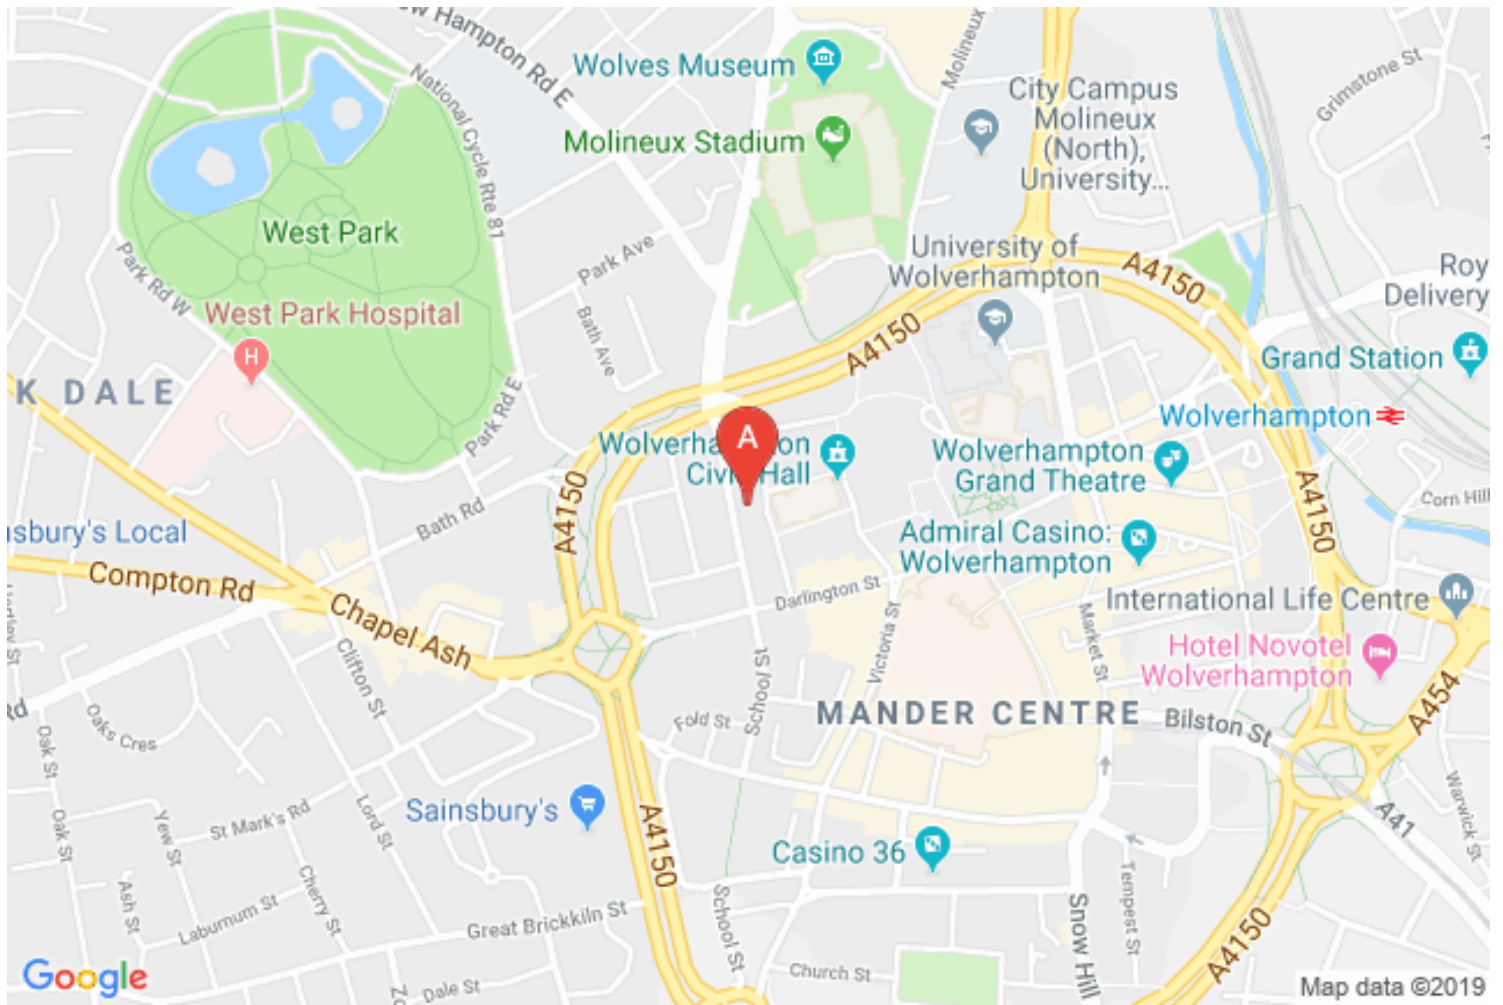 w Hampton Rd E
Molineux
Wolves Museum
Grimstone St
National Cycle Rte 81
City Campus
Molineux
(North),
University...
Molineux Stadium
West Park
Park Ave
Park Rd W
University of
Wolverhampton
A4150
Roy
Delivery
West Park Hospital
H
Bath Ave
A4150
Grand Station
K DALE
Park Rd E
Wolverhampton
A
Civic Hall
Wolverhampton
Grand Theatre
A4150
A4150
Corn Hill
Bath Rd
nsbury's Local
Admiral Casino:
Wolverhampton
Compton Rd
Darlington St
International Life Centre
Chapel Ash
Market St
Victoria St
Hotel Novotel
Wolverhampton
Clifton St
School St
Rd
Oaks Cres
Fold St
MANDER CENTRE
Bilston St
A454
Oak St
Oak St
Yew St
St Mark's Rd
Lord St
Sainsbury's
A4150
A41
Warwick St
Casino 36
Tempest St
Ash St
Laburnum St
Cherry St
Great Brickkiln St
School St
Snow Hill
A4150
Church St
Dale St
Zo
Google
Map data ©2019